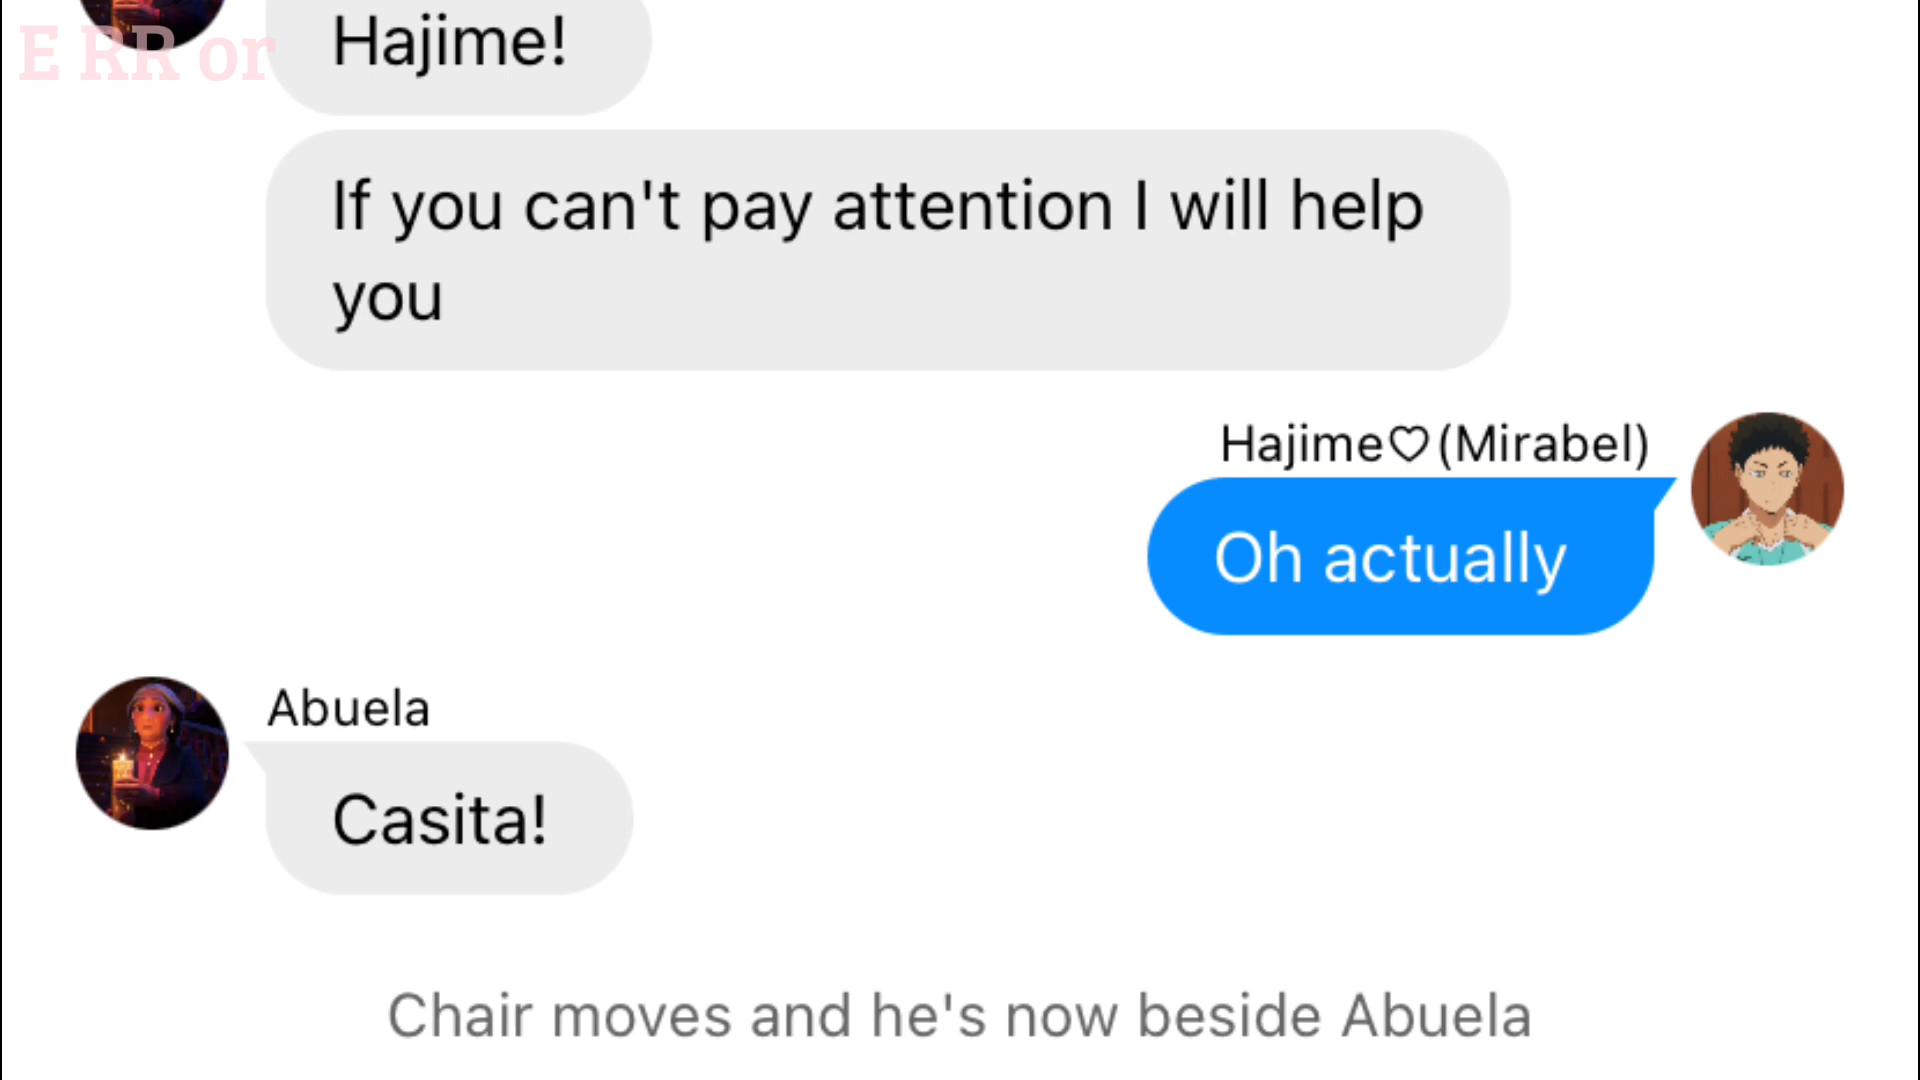 E RR or
Hajime!
If you can't pay attention I will help
you
Hajime♡(Mirabel)
Oh actually
Abuela
Casita!
Chair moves and he's now beside Abuela